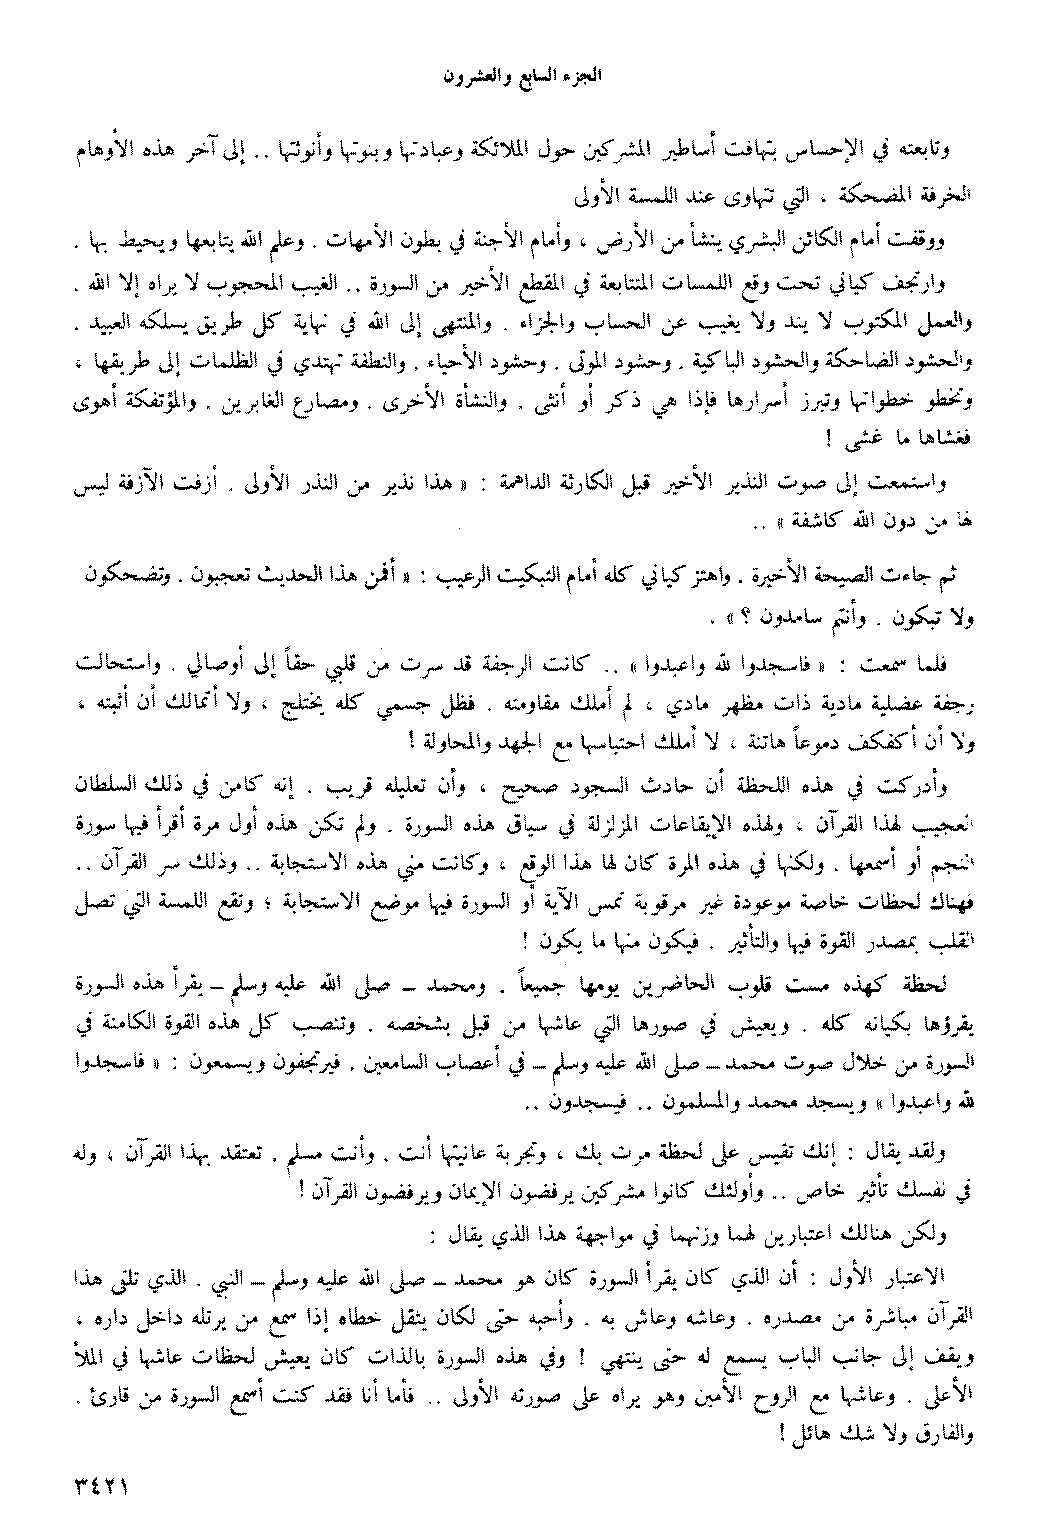 الجزء السابع والعشرون
وتابعته في الإحساس بتهافت أساطير المشركين حول الملائكة وعبادتها وبنوتها وأنوثتها .. إلى آخر هذه الأوهام
الخرفة المضحكة ، التي تتهاوى عند اللمسة الأولى
ووقفت أمام الكائن البشري ينشأ من الأرض ، وأمام الأجنة في بطون الأمهات . وعلم الله يتابعها ويحيط بها .
وارتجف كياني تحت وقع اللمسات المتتابعة في المقطع الأخير من السورة .. الغيب المحجوب لا يراه إلا الله .
والعمل المكتوب لا يند ولا يغيب عن الحساب والجزاء . والمنتهى إلى الله في نهاية كل طريق يسلكه العبيد .
والحشود الضاحكة والحشود الباكية . وحشود الموتى . وحشود الأحياء . والنطفة تهتدي في الظلمات إلى طريقها ،
وتخطو خطواتها وتبرز أسرارها فإذا هي ذكر أو أنثى . والنشأة الأخرى . ومصارع الغابرين . والمؤتفكة أهوى
فغشاها ما غشى !
واستمعت إلى صوت النذير الأخير قبل الكارثة الداهمة : « هذا نذير من النذر الأولى . أزفت الآزفة ليس
لها من دون الله كاشفة » ..
ثم جاءت الصيحة الأخيرة . واهتز كياني كله أمام التبكيت الرعيب : « أفمن هذا الحديث تعجبون . وتضحكون
ولا تبكون . وأنتم سامدون ؟ » .
فلما سمعت : « فاسجدوا لله واعبدوا » .. كانت الرجفة قد سرت من قلبي حقاً إلى أوصالي . واستحالت
رجفة عضلية مادية ذات مظهر مادي ، لم أملك مقاومته . فظل جسمي كله يختلج ، ولا أتمالك أن أثبته ،
ولا أن أكفكف دموعاً هاتنة ، لا أملك احتباسها مع الجهد والمحاولة !
وأدركت في هذه اللحظة أن حادث السجود صحيح ، وأن تعليله قريب . إنه كامن في ذلك السلطان
العجيب لهذا القرآن ، ولهذه الإيقاعات المزلزلة في سياق هذه السورة . ولم تكن هذه أول مرة أقرأ فيها سورة
النجم أو أسمعها . ولكنها في هذه المرة كان لها هذا الوقع ، وكانت مني هذه الاستجابة .. وذلك سر القرآن ..
فهناك لحظات خاصة موعودة غير مرقوبة تمس الآية أو السورة فيها موضع الاستجابة ؛ وتقع اللمسة التي تصل
القلب بمصدر القوة فيها والتأثير . فيكون منها ما يكون !
لحظة كهذه مست قلوب الحاضرين يومها جميعاً . ومحمد – صلى الله عليه وسلم – يقرأ هذه السورة
يقرؤها بكيانه كله . ويعيش في صورها التي عاشها من قبل بشخصه . وتنصب كل هذه القوة الكامنة في
السورة من خلال صوت محمد – صلى الله عليه وسلم – في أعصاب السامعين . فيرتجفون ويسمعون : « فاسجدوا
لله واعبدوا » ويسجد محمد والمسلمون .. فيسجدون ..
ولقد يقال : إنك تقيس على لحظة مرت بك ، وتجربة عانيتها أنت . وأنت مسلم . تعتقد بهذا القرآن ، وله
في نفسك تأثير خاص .. وأولئك كانوا مشركين يرفضون الإيمان ويرفضون القرآن !
ولكن هنالك اعتبارين لهما وزنهما في مواجهة هذا الذي يقال :
الاعتبار الأول : أن الذي كان يقرأ السورة كان هو محمد – صلى الله عليه وسلم – النبي . الذي تلقى هذا
القرآن مباشرة من مصدره . وعاشه وعاش به . وأحبه حتى لكان يثقل خطاه إذا سمع من يرتله داخل داره ،
ويقف إلى جانب الباب يسمع له حتى ينتهي ! وفي هذه السورة بالذات كان يعيش لحظات عاشها في الملأ
الأعلى . وعاشها مع الروح الأمين وهو يراه على صورته الأولى .. فأما أنا فقد كنت أسمع السورة من قارئ .
والفارق ولا شك هائل !
٣٤٢١